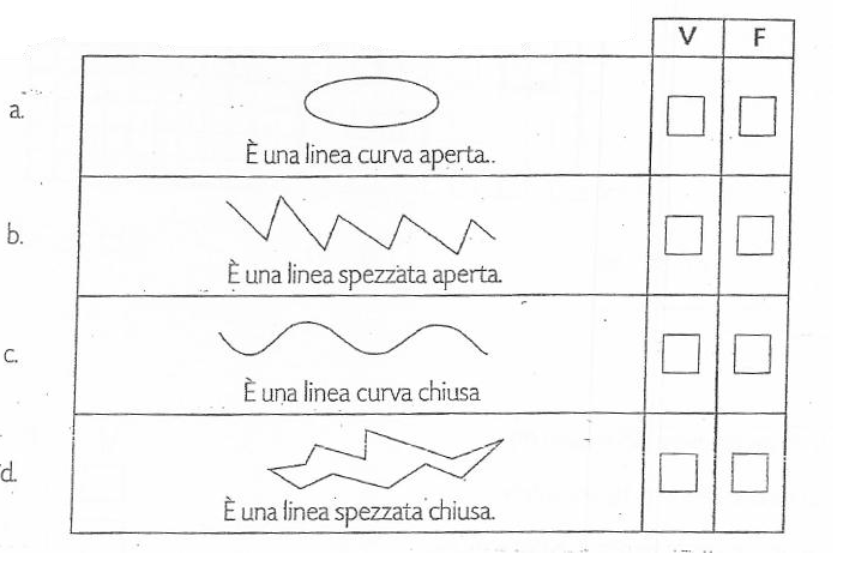 V F
a.
È una linea curva aperta..
b.
È una linea spezzata aperta.
c.
È una linea curva chiusa
d.
È una linea spezzata chiusa.